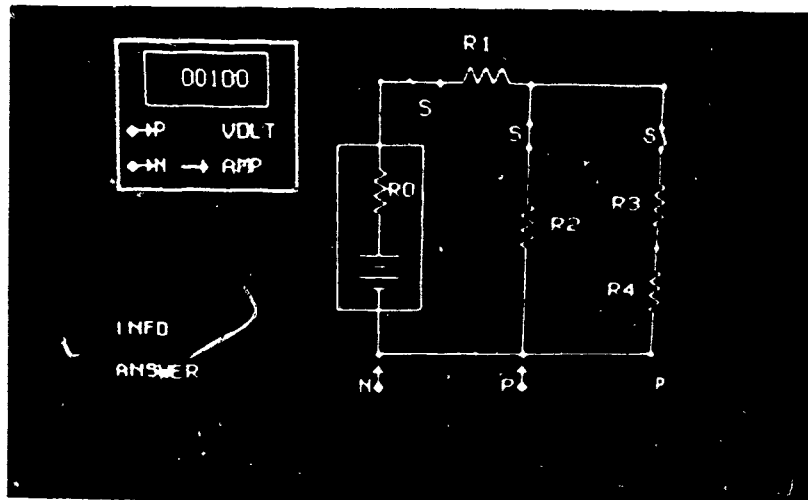 00100
P VOLT
N AMP
R1
S
S
S
R0
R2
R3
R4
INFO
ANSWER
N P P